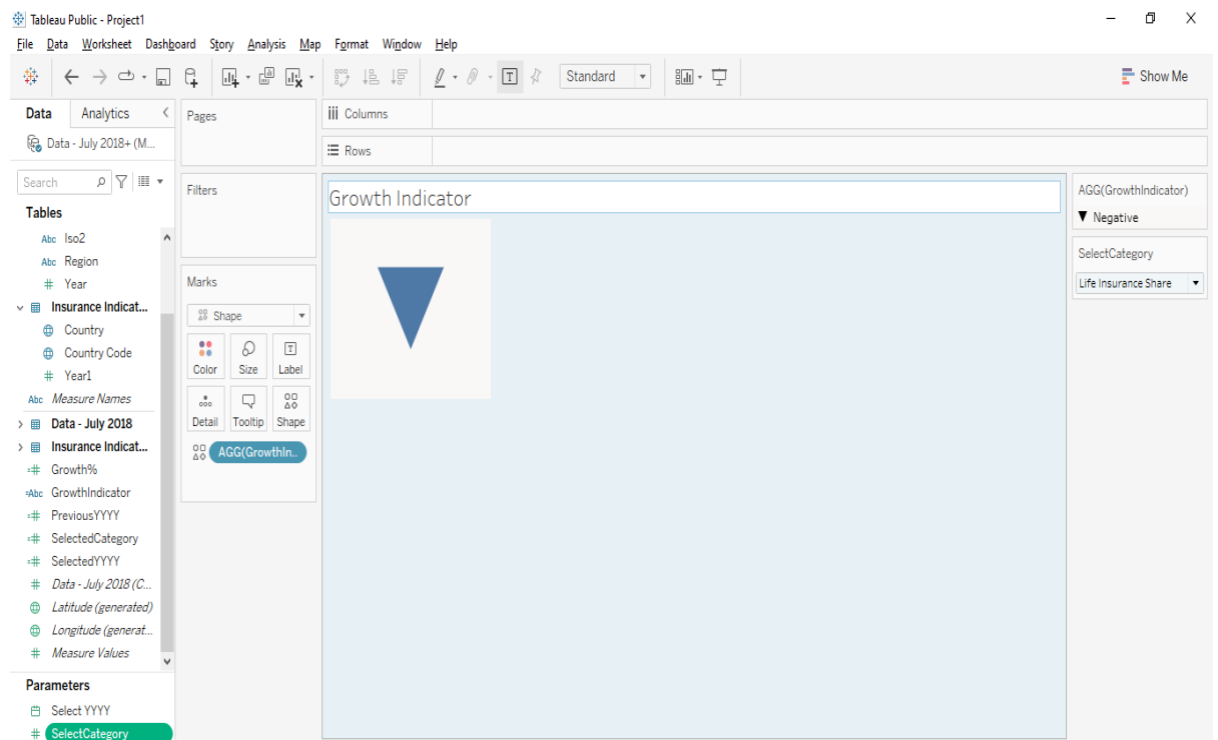 Tableau Public - Project1
File Data Worksheet Dashboard Story Analysis Map Format Window Help
Standard
Show Me
Data Analytics
Data - July 2018+ (M...
Search
Tables
Abc Iso2
Abc Region
# Year
Insurance Indicat...
Country
Country Code
# Year1
Abc Measure Names
Data - July 2018
Insurance Indicat...
=# Growth%
=Abc GrowthIndicator
=# PreviousYYYY
=# SelectedCategory
=# SelectedYYYY
# Data - July 2018 (C...
Latitude (generated)
Longitude (generat...
# Measure Values
Parameters
Select YYYY
# SelectCategory
Pages
Filters
Marks
Shape
Color Size Label
Detail Tooltip Shape
AGG(GrowthIn..
Columns
Rows
Growth Indicator
AGG(GrowthIndicator)
Negative
SelectCategory
Life Insurance Share